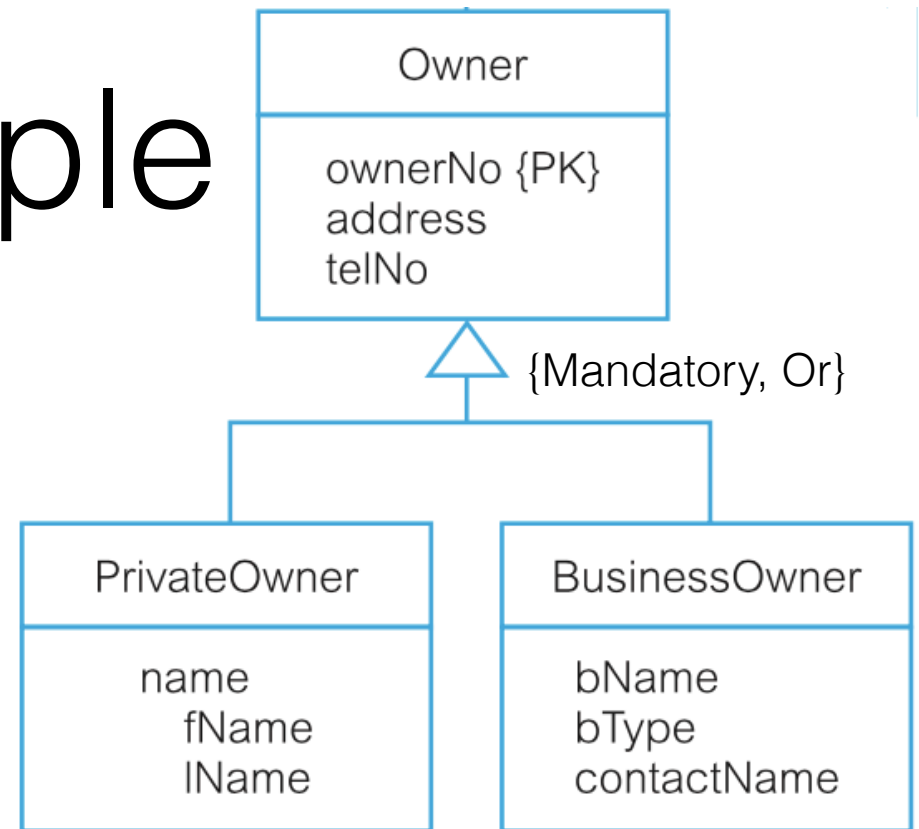 ple
Owner
ownerNo {PK}
address
telNo
{Mandatory, Or}
PrivateOwner
name
fName
lName
BusinessOwner
bName
bType
contactName